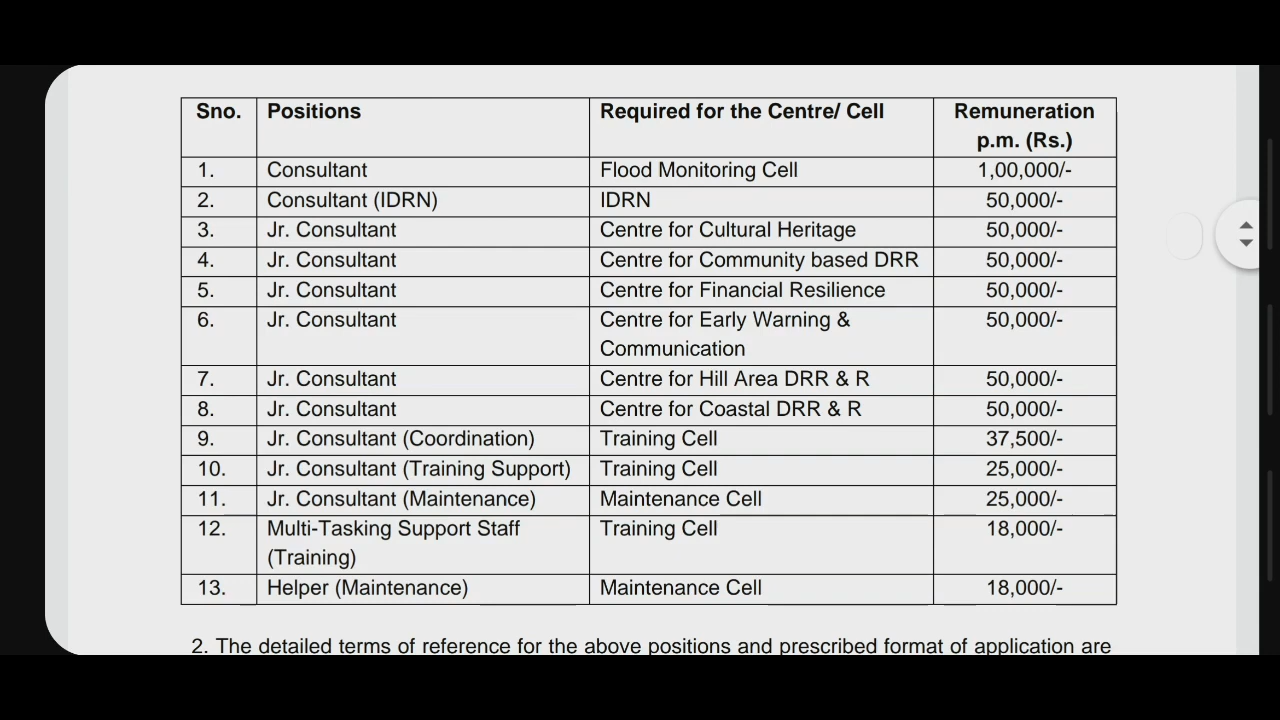 Sno. Positions Required for the Centre/ Cell Remuneration
p.m. (Rs.)
1. Consultant Flood Monitoring Cell 1,00,000/-
2. Consultant (IDRN) IDRN 50,000/-
3. Jr. Consultant Centre for Cultural Heritage 50,000/-
4. Jr. Consultant Centre for Community based DRR 50,000/-
5. Jr. Consultant Centre for Financial Resilience 50,000/-
6. Jr. Consultant Centre for Early Warning & 50,000/-
Communication
7. Jr. Consultant Centre for Hill Area DRR & R 50,000/-
8. Jr. Consultant Centre for Coastal DRR & R 50,000/-
9. Jr. Consultant (Coordination) Training Cell 37,500/-
10. Jr. Consultant (Training Support) Training Cell 25,000/-
11. Jr. Consultant (Maintenance) Maintenance Cell 25,000/-
12. Multi-Tasking Support Staff Training Cell 18,000/-
(Training)
13. Helper (Maintenance) Maintenance Cell 18,000/-
2. The detailed terms of reference for the above positions and prescribed format of application are